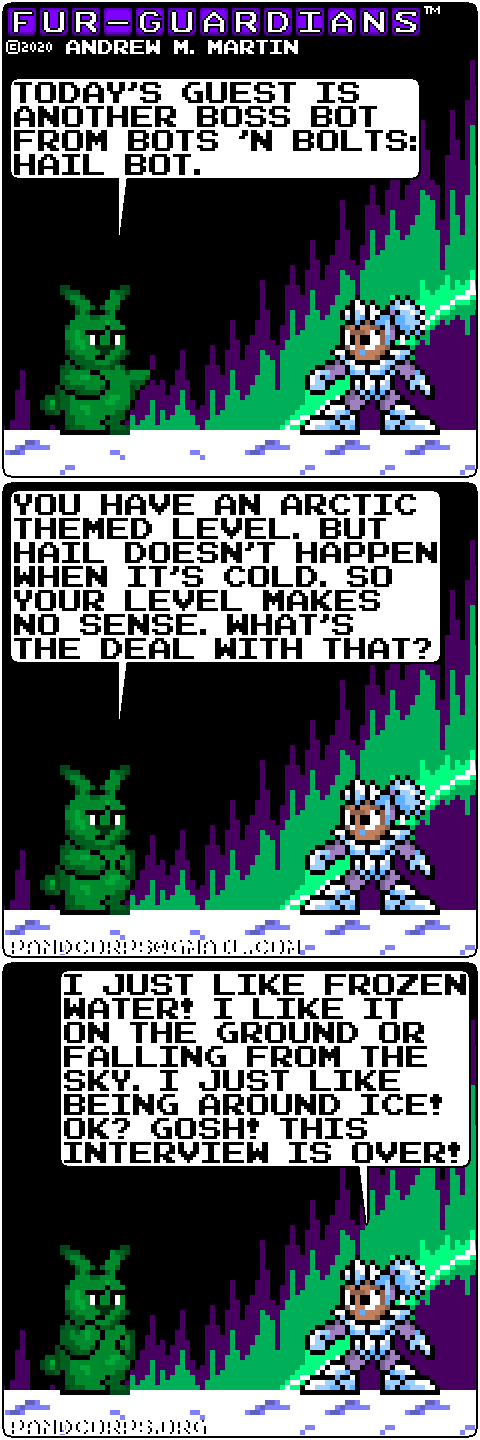 FUR-GUARDIANS™
©2020 ANDREW M. MARTIN
TODAY'S GUEST IS
ANOTHER BOSS BOT
FROM BOTS 'N BOLTS:
HAIL BOT.
YOU HAVE AN ARCTIC
THEMED LEVEL. BUT
HAIL DOESN'T HAPPEN
WHEN IT'S COLD. SO
YOUR LEVEL MAKES
NO SENSE. WHAT'S
THE DEAL WITH THAT?
PANDCORPS@GMAIL.COM
I JUST LIKE FROZEN
WATER! I LIKE IT
ON THE GROUND OR
FALLING FROM THE
SKY. I JUST LIKE
BEING AROUND ICE!
OK? GOSH! THIS
INTERVIEW IS OVER!
PANDCORPS.ORG